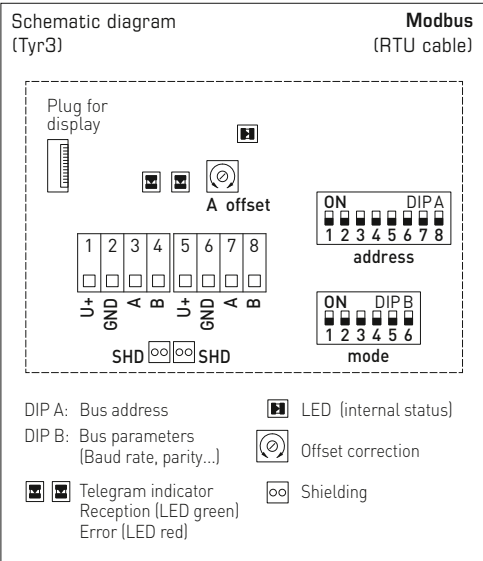 Schematic diagram
(Tyr3)
Modbus
(RTU cable)
Plug for
display
A offset
ON DIP A
1 2 3 4 5 6 7 8
address
1 2 3 4 5 6 7 8
U+ GND A B U+ GND A B
ON DIP B
1 2 3 4 5 6
mode
SHD SHD
DIP A: Bus address
DIP B: Bus parameters
(Baud rate, parity...)
Telegram indicator
Reception (LED green)
Error (LED red)
LED (internal status)
Offset correction
Shielding